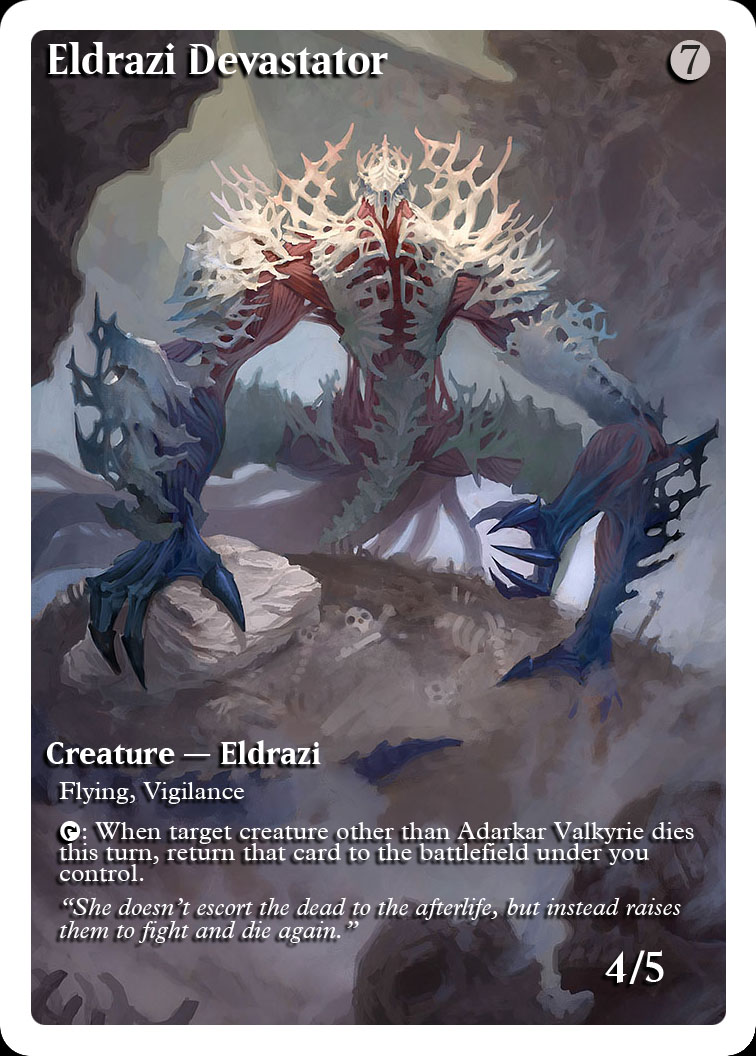 Eldrazi Devastator 7
Creature — Eldrazi
Flying, Vigilance
: When target creature other than Adarkar Valkyrie dies
this turn, return that card to the battlefield under you
control.
“She doesn’t escort the dead to the afterlife, but instead raises
them to fight and die again.”
4/5